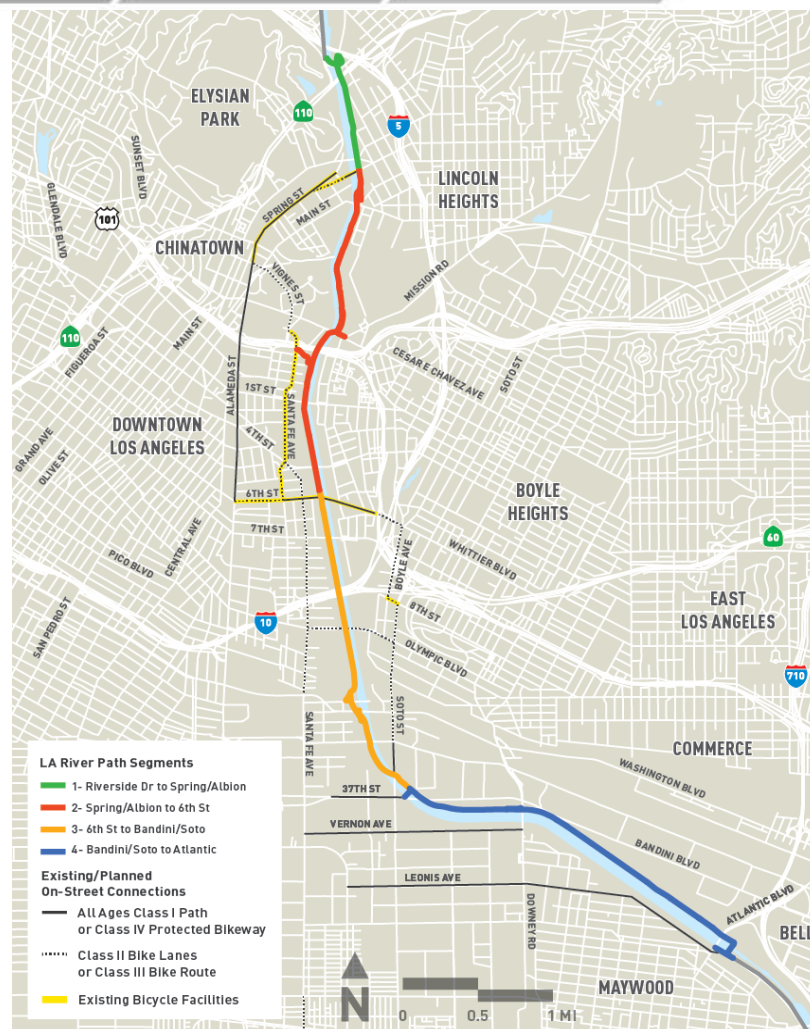 ELYSIAN
PARK
110
5
SUNSET BLVD
GLENDALE BLVD
LINCOLN
HEIGHTS
SPRING ST
MAIN ST
101
CHINATOWN
VIGNES ST
MISSION RD
110
FIGUEROA ST
MAIN ST
CESAR E CHAVEZ AVE
SOTO ST
ALAMEDA ST
1ST ST
SANTA FE AVE
DOWNTOWN
LOS ANGELES
4TH ST
GRAND AVE
OLIVE ST
6TH ST
BOYLE
HEIGHTS
7TH ST
CENTRAL AVE
PICO BLVD
WHITTIER BLVD
BOYLE AVE
60
SAN PEDRO ST
10
8TH ST
EAST
LOS ANGELES
OLYMPIC BLVD
710
SOTO ST
SANTA FE AVE
COMMERCE
WASHINGTON BLVD
37TH ST
VERNON AVE
BANDINI BLVD
LEONIS AVE
ATLANTIC BLVD
DOWNEY RD
BELL
MAYWOOD
LA River Path Segments
1- Riverside Dr to Spring/Albion
2- Spring/Albion to 6th St
3- 6th St to Bandini/Soto
4- Bandini/Soto to Atlantic
Existing/Planned
On-Street Connections
All Ages Class I Path
or Class IV Protected Bikeway
Class II Bike Lanes
or Class III Bike Route
Existing Bicycle Facilities
N
0 0.5 1 MI